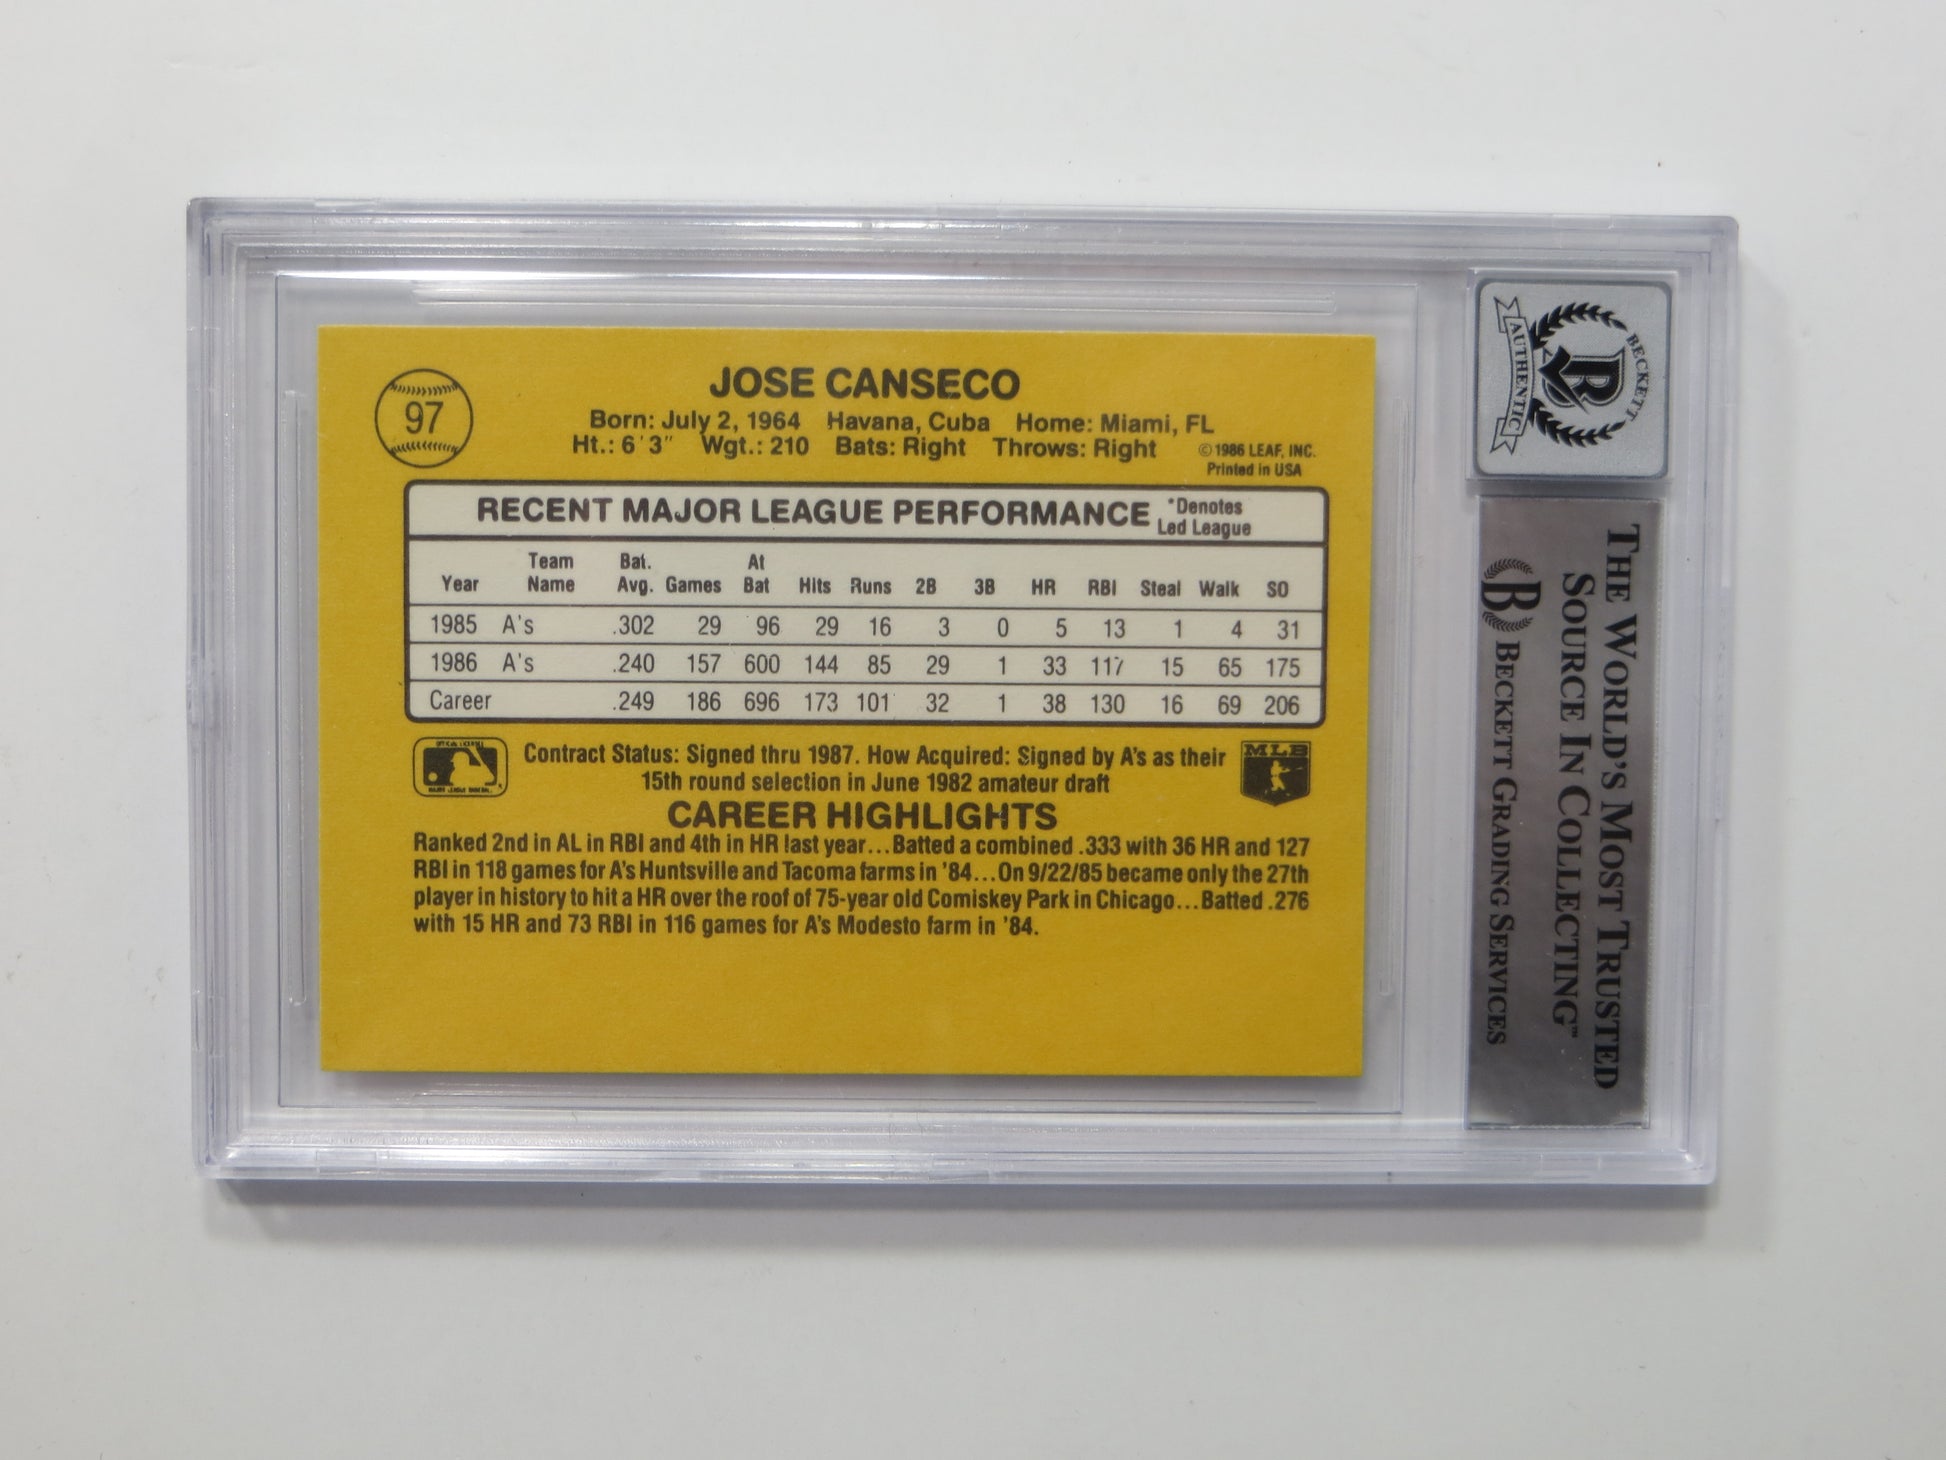 97
JOSE CANSECO
Born: July 2, 1964 Havana, Cuba Home: Miami, FL
Ht.: 6'3" Wgt.: 210 Bats: Right Throws: Right
©1986 LEAF, INC.
Printed in USA
RECENT MAJOR LEAGUE PERFORMANCE
*Denotes
Led League
Year Team Name Bat. Avg. Games At Bat Hits Runs 2B 3B HR RBI Steal Walk SO
1985 A's .302 29 96 29 16 3 0 5 13 1 4 31
1986 A's .240 157 600 144 85 29 1 33 117 15 65 175
Career .249 186 696 173 101 32 1 38 130 16 69 206
MLB
Contract Status: Signed thru 1987. How Acquired: Signed by A's as their
15th round selection in June 1982 amateur draft
CAREER HIGHLIGHTS
Ranked 2nd in AL in RBI and 4th in HR last year...Batted a combined .333 with 36 HR and 127
RBI in 118 games for A's Huntsville and Tacoma farms in '84...On 9/22/85 became only the 27th
player in history to hit a HR over the roof of 75-year old Comiskey Park in Chicago...Batted .276
with 15 HR and 73 RBI in 116 games for A's Modesto farm in '84.
BECKETT
AUTHENTIC
THE WORLD'S MOST TRUSTED
SOURCE IN COLLECTING™
B BECKETT GRADING SERVICES